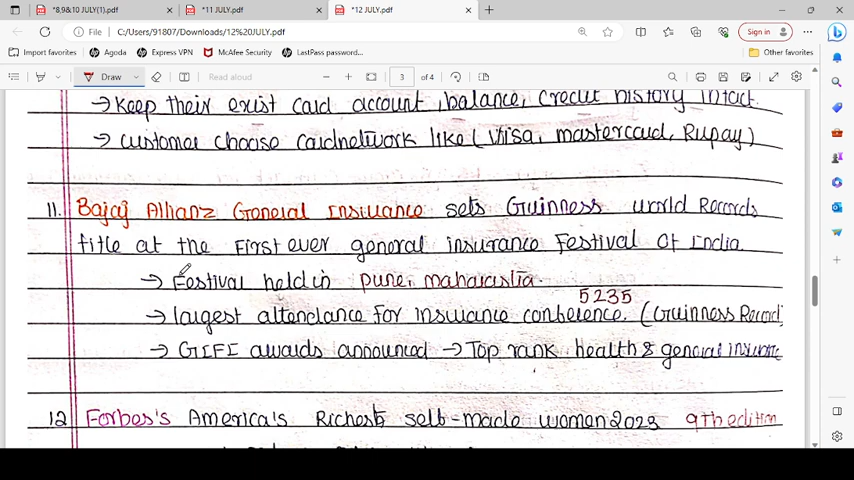 *8,9&10 JULY(1).pdf
*11 JULY.pdf
*12 JULY.pdf
File
C:/Users/91807/Downloads/12%20JULY.pdf
Sign in
Import favorites
Agoda
Express VPN
McAfee Security
LastPass password...
Other favorites
Draw
Read aloud
3 of 4
→ Keep their exist card account, balance, credit history intact.
→ customer choose cardnetwork like (Visa, mastercard, Rupay)
11. Bajaj Allianz General Insurance sets Guinness world Records
title at the First ever general insurance Festival of India
→ Festival held in pune, maharastra.
5235
→ largest attendance for insurance conference. (Guinness Record)
→ GIFI awards announced → Top rank health & general insurance
12 Forbes's America's Richest self-made women 2023 9th edition